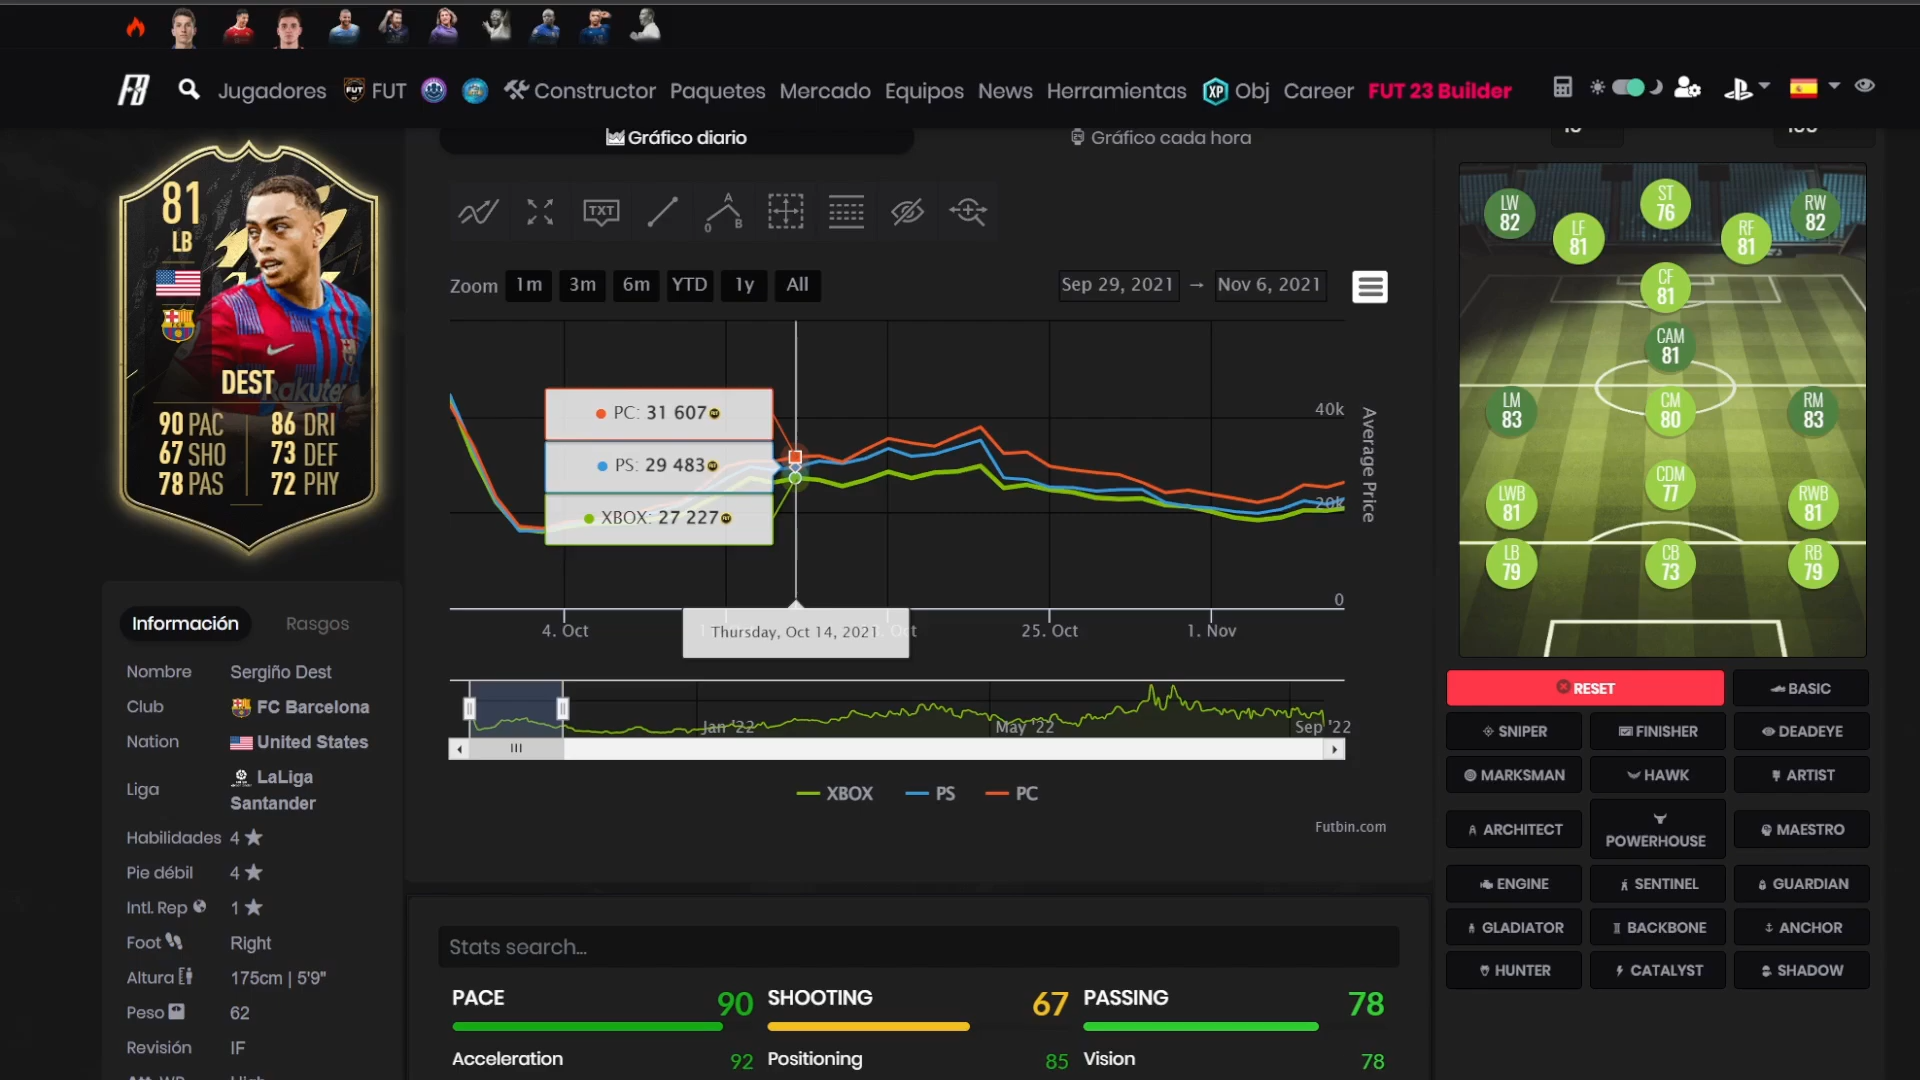 Jugadores FUT Constructor Paquetes Mercado Equipos News Herramientas XP Obj Career FUT 23 Builder
81
LB
DEST
90 PAC 86 DRI
67 SHO 73 DEF
78 PAS 72 PHY
Información Rasgos
Nombre Sergiño Dest
Club FC Barcelona
Nation United States
Liga LaLiga
Santander
Habilidades 4
Pie débil 4
Intl. Rep 1
Foot Right
Altura 175cm | 5'9"
Peso 62
Revisión IF
Gráfico diario Gráfico cada hora
TXT
A
0 B
Zoom 1m 3m 6m YTD 1y All Sep 29, 2021 → Nov 6, 2021
PC: 31 607
PS: 29 483
XBOX: 27 227
40k
20k
0
Average Price
4. Oct Oct 25. Oct 1. Nov
Thursday, Oct 14, 2021
Jan '22 May '22 Sep '22
XBOX PS PC
Futbin.com
Stats search...
PACE 90 SHOOTING 67 PASSING 78
Acceleration 92 Positioning 85 Vision 78
LW
82
ST
76
RW
82
LF
81
RF
81
CF
81
CAM
81
LM
83
CM
80
RM
83
CDM
77
LWB
81
RWB
81
LB
79
CB
73
RB
79
RESET BASIC
SNIPER FINISHER DEADEYE
MARKSMAN HAWK ARTIST
ARCHITECT POWERHOUSE MAESTRO
ENGINE SENTINEL GUARDIAN
GLADIATOR BACKBONE ANCHOR
HUNTER CATALYST SHADOW